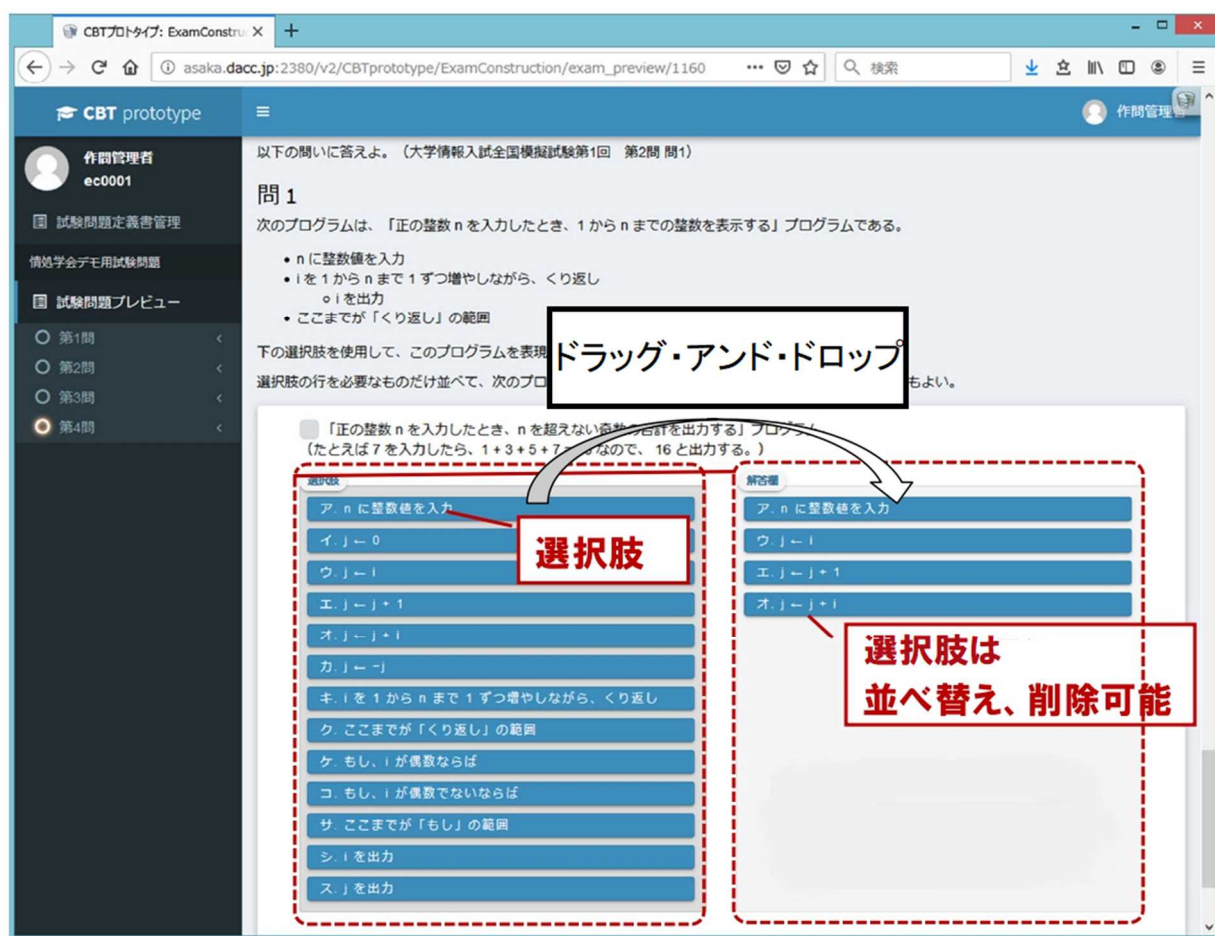 CBTプロトタイプ: ExamConstru
asaka.dacc.jp:2380/v2/CBTprototype/ExamConstruction/exam_preview/1160
検索
CBT prototype
作問管理者
作問管理者
ec0001
試験問題定義書管理
情処学会デモ用試験問題
試験問題プレビュー
第1問
第2問
第3問
第4問
以下の問いに答えよ。(大学情報入試全国模擬試験第1回 第2問 問1)
問 1
次のプログラムは、「正の整数 n を入力したとき、1 から n までの整数を表示する」プログラムである。
• n に整数値を入力
• i を 1 から n まで 1 ずつ増やしながら、くり返し
∘ i を出力
• ここまでが「くり返し」の範囲
下の選択肢を使用して、このプログラムを表現
選択肢の行を必要なものだけ並べて、次のプロ
もよい。
ドラッグ・アンド・ドロップ
「正の整数 n を入力したとき、n を超えない奇数の合計を出力する」プログラム
(たとえば 7 を入力したら、1 + 3 + 5 + 7 = なので、 16 と出力する。)
選択肢
ア. n に整数値を入力
イ. j ← 0
ウ. j ← i
エ. j ← j + 1
オ. j ← j + i
カ. j ← -j
キ. i を 1 から n まで 1 ずつ増やしながら、くり返し
ク. ここまでが「くり返し」の範囲
ケ. もし、i が偶数ならば
コ. もし、i が偶数でないならば
サ. ここまでが「もし」の範囲
シ. i を出力
ス. j を出力
選択肢
解答欄
ア. n に整数値を入力
ウ. j ← i
エ. j ← j + 1
オ. j ← j + i
選択肢は
並べ替え、削除可能